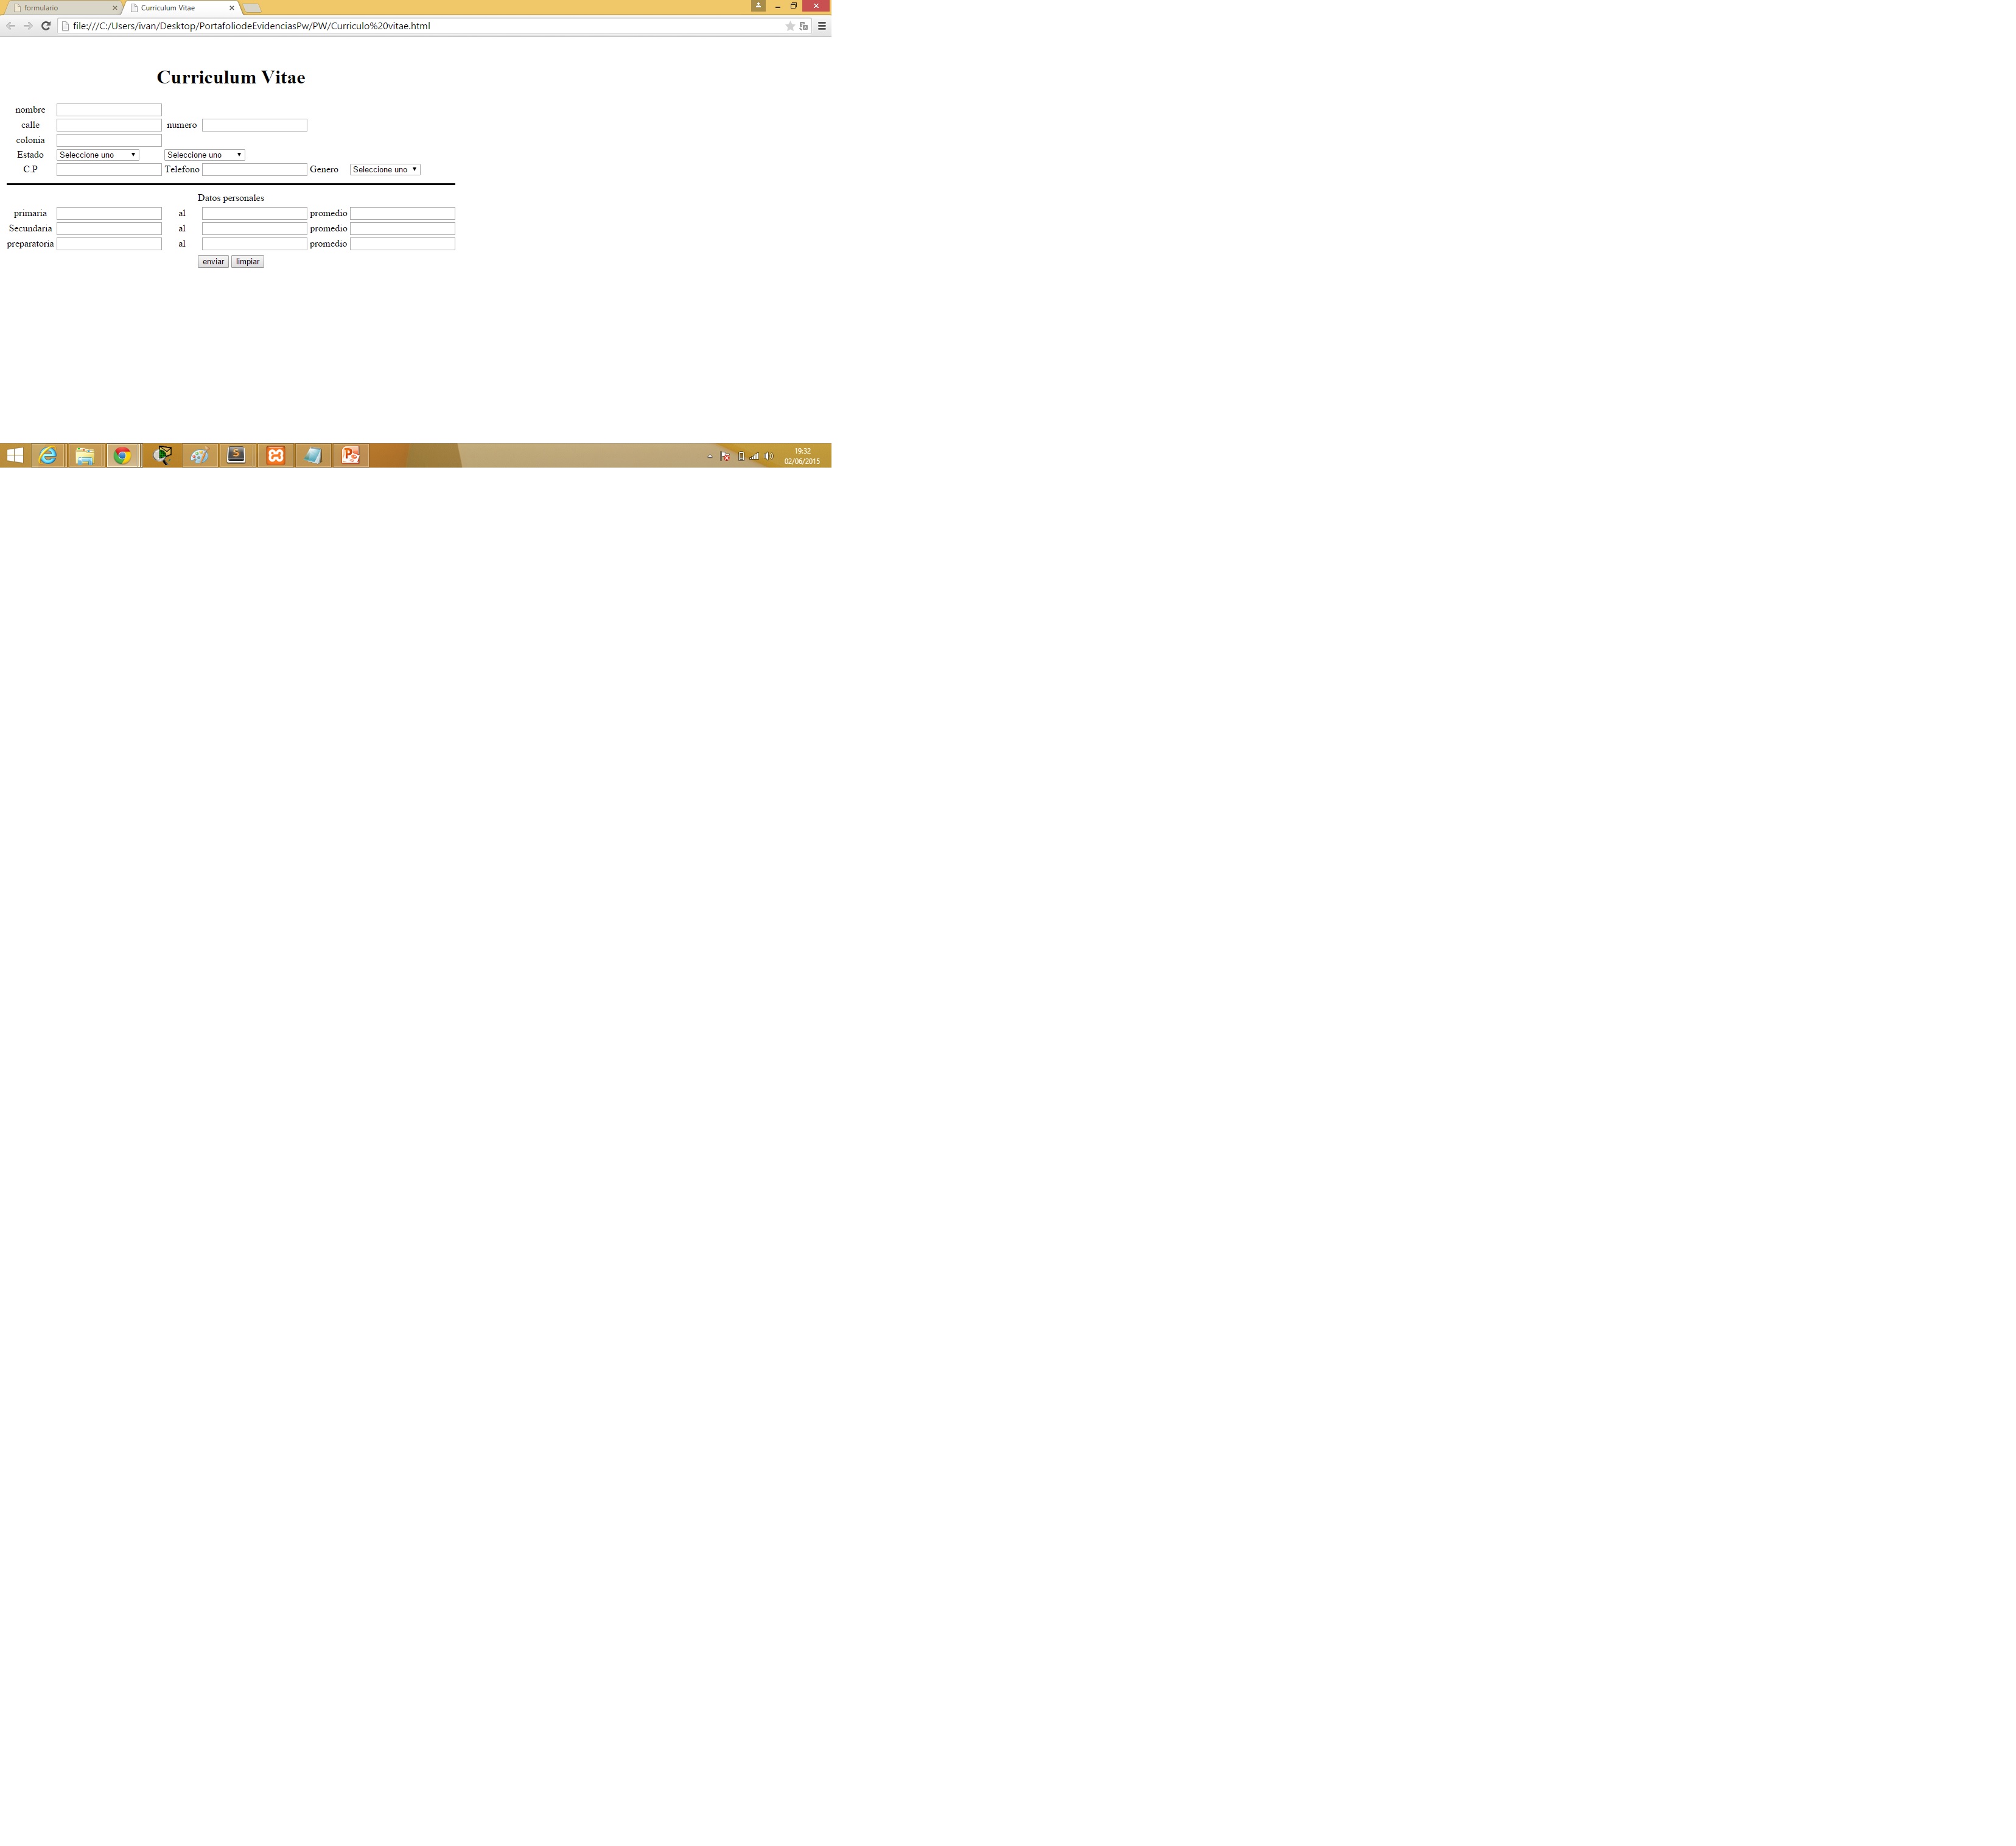 formulario
Curriculum Vitae
file:///C:/Users/ivan/Desktop/PortafoliodeEvidenciasPw/PW/Curriculo%20vitae.html
Curriculum Vitae
nombre
calle numero
colonia
Estado Seleccione uno Seleccione uno
C.P Telefono Genero Seleccione uno
Datos personales
primaria al promedio
Secundaria al promedio
preparatoria al promedio
enviar limpiar
19:32
02/06/2015